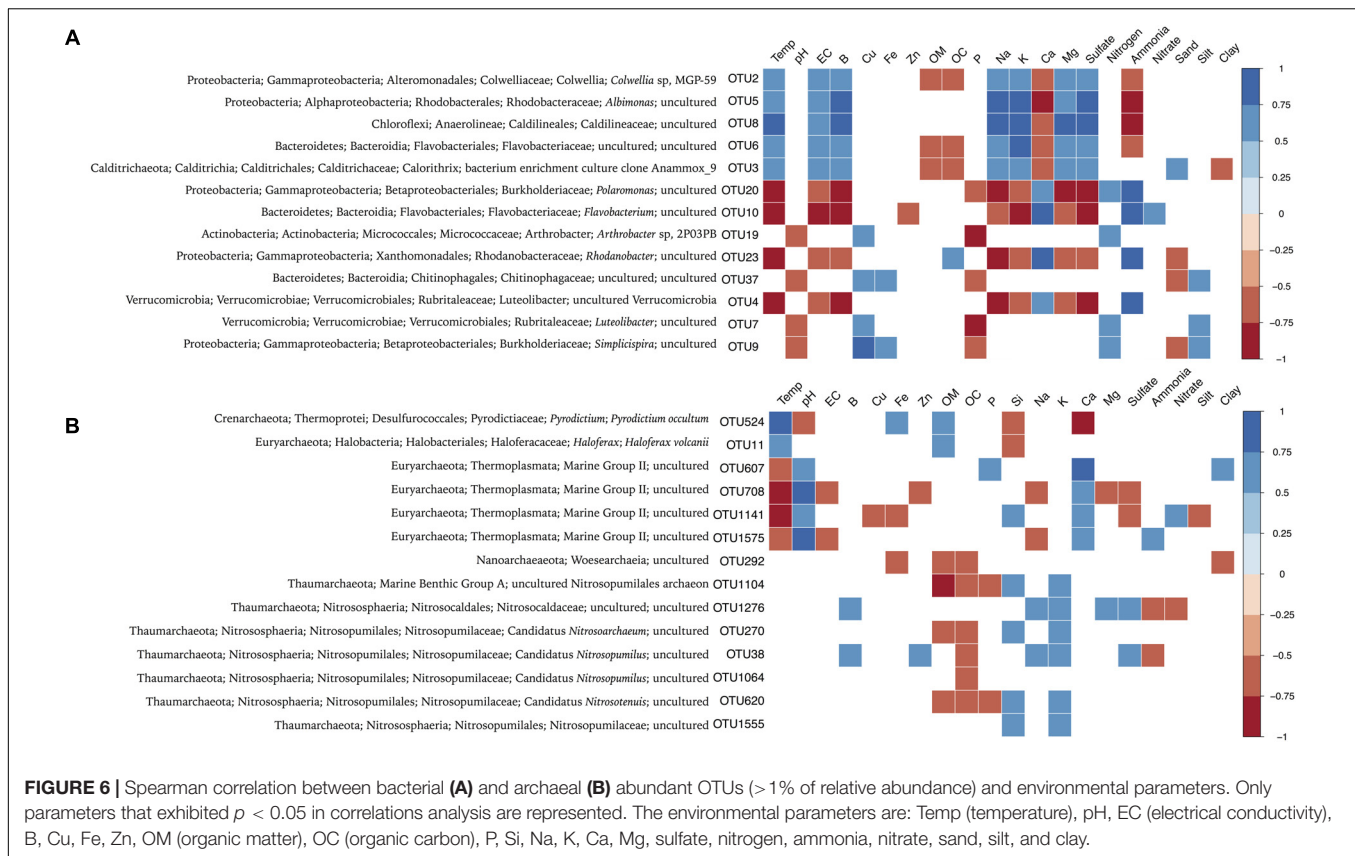 A
Temp pH EC B Cu Fe Zn OM OC P Na K Ca Mg Sulfate Nitrogen Ammonia Nitrate Sand Silt Clay
Proteobacteria; Gammaproteobacteria; Alteromonadales; Colwelliaceae; Colwellia; Colwellia sp, MGP-59 OTU2
Proteobacteria; Alphaproteobacteria; Rhodobacterales; Rhodobacteraceae; Albimonas; uncultured OTU5
Chloroflexi; Anaerolineae; Caldilineales; Caldilineaceae; uncultured OTU8
Bacteroidetes; Bacteroidia; Flavobacteriales; Flavobacteriaceae; uncultured; uncultured OTU6
Calditrichaeota; Calditrichia; Calditrichales; Calditrichaceae; Calorithrix; bacterium enrichment culture clone Anammox_9 OTU3
Proteobacteria; Gammaproteobacteria; Betaproteobacteriales; Burkholderiaceae; Polaromonas; uncultured OTU20
Bacteroidetes; Bacteroidia; Flavobacteriales; Flavobacteriaceae; Flavobacterium; uncultured OTU10
Actinobacteria; Actinobacteria; Micrococcales; Micrococcaceae; Arthrobacter; Arthrobacter sp, 2P03PB OTU19
Proteobacteria; Gammaproteobacteria; Xanthomonadales; Rhodanobacteraceae; Rhodanobacter; uncultured OTU23
Bacteroidetes; Bacteroidia; Chitinophagales; Chitinophagaceae; uncultured; uncultured OTU37
Verrucomicrobia; Verrucomicrobiae; Verrucomicrobiales; Rubritaleaceae; Luteolibacter; uncultured Verrucomicrobia OTU4
Verrucomicrobia; Verrucomicrobiae; Verrucomicrobiales; Rubritaleaceae; Luteolibacter; uncultured OTU7
Proteobacteria; Gammaproteobacteria; Betaproteobacteriales; Burkholderiaceae; Simplicispira; uncultured OTU9
1
0.75
0.5
0.25
0
-0.25
-0.5
-0.75
-1
B
Temp pH EC B Cu Fe Zn OM OC P Si Na K Ca Mg Sulfate Ammonia Nitrate Silt Clay
Crenarchaeota; Thermoprotei; Desulfurococcales; Pyrodictiaceae; Pyrodictium; Pyrodictium occultum OTU524
Euryarchaeota; Halobacteria; Halobacteriales; Haloferacaceae; Haloferax; Haloferax volcanii OTU11
Euryarchaeota; Thermoplasmata; Marine Group II; uncultured OTU607
Euryarchaeota; Thermoplasmata; Marine Group II; uncultured OTU708
Euryarchaeota; Thermoplasmata; Marine Group II; uncultured OTU1141
Euryarchaeota; Thermoplasmata; Marine Group II; uncultured OTU1575
Nanoarchaeaeota; Woesearchaeia; uncultured OTU292
Thaumarchaeota; Marine Benthic Group A; uncultured Nitrosopumilales archaeon OTU1104
Thaumarchaeota; Nitrososphaeria; Nitrosocaldales; Nitrosocaldaceae; uncultured; uncultured OTU1276
Thaumarchaeota; Nitrososphaeria; Nitrosopumilales; Nitrosopumilaceae; Candidatus Nitrosoarchaeum; uncultured OTU270
Thaumarchaeota; Nitrososphaeria; Nitrosopumilales; Nitrosopumilaceae; Candidatus Nitrosopumilus; uncultured OTU38
Thaumarchaeota; Nitrososphaeria; Nitrosopumilales; Nitrosopumilaceae; Candidatus Nitrosopumilus; uncultured OTU1064
Thaumarchaeota; Nitrososphaeria; Nitrosopumilales; Nitrosopumilaceae; Candidatus Nitrosotenuis; uncultured OTU620
Thaumarchaeota; Nitrososphaeria; Nitrosopumilales; Nitrosopumilaceae; uncultured OTU1555
1
0.75
0.5
0.25
0
-0.25
-0.5
-0.75
-1
FIGURE 6 | Spearman correlation between bacterial (A) and archaeal (B) abundant OTUs (>1% of relative abundance) and environmental parameters. Only
parameters that exhibited p < 0.05 in correlations analysis are represented. The environmental parameters are: Temp (temperature), pH, EC (electrical conductivity),
B, Cu, Fe, Zn, OM (organic matter), OC (organic carbon), P, Si, Na, K, Ca, Mg, sulfate, nitrogen, ammonia, nitrate, sand, silt, and clay.